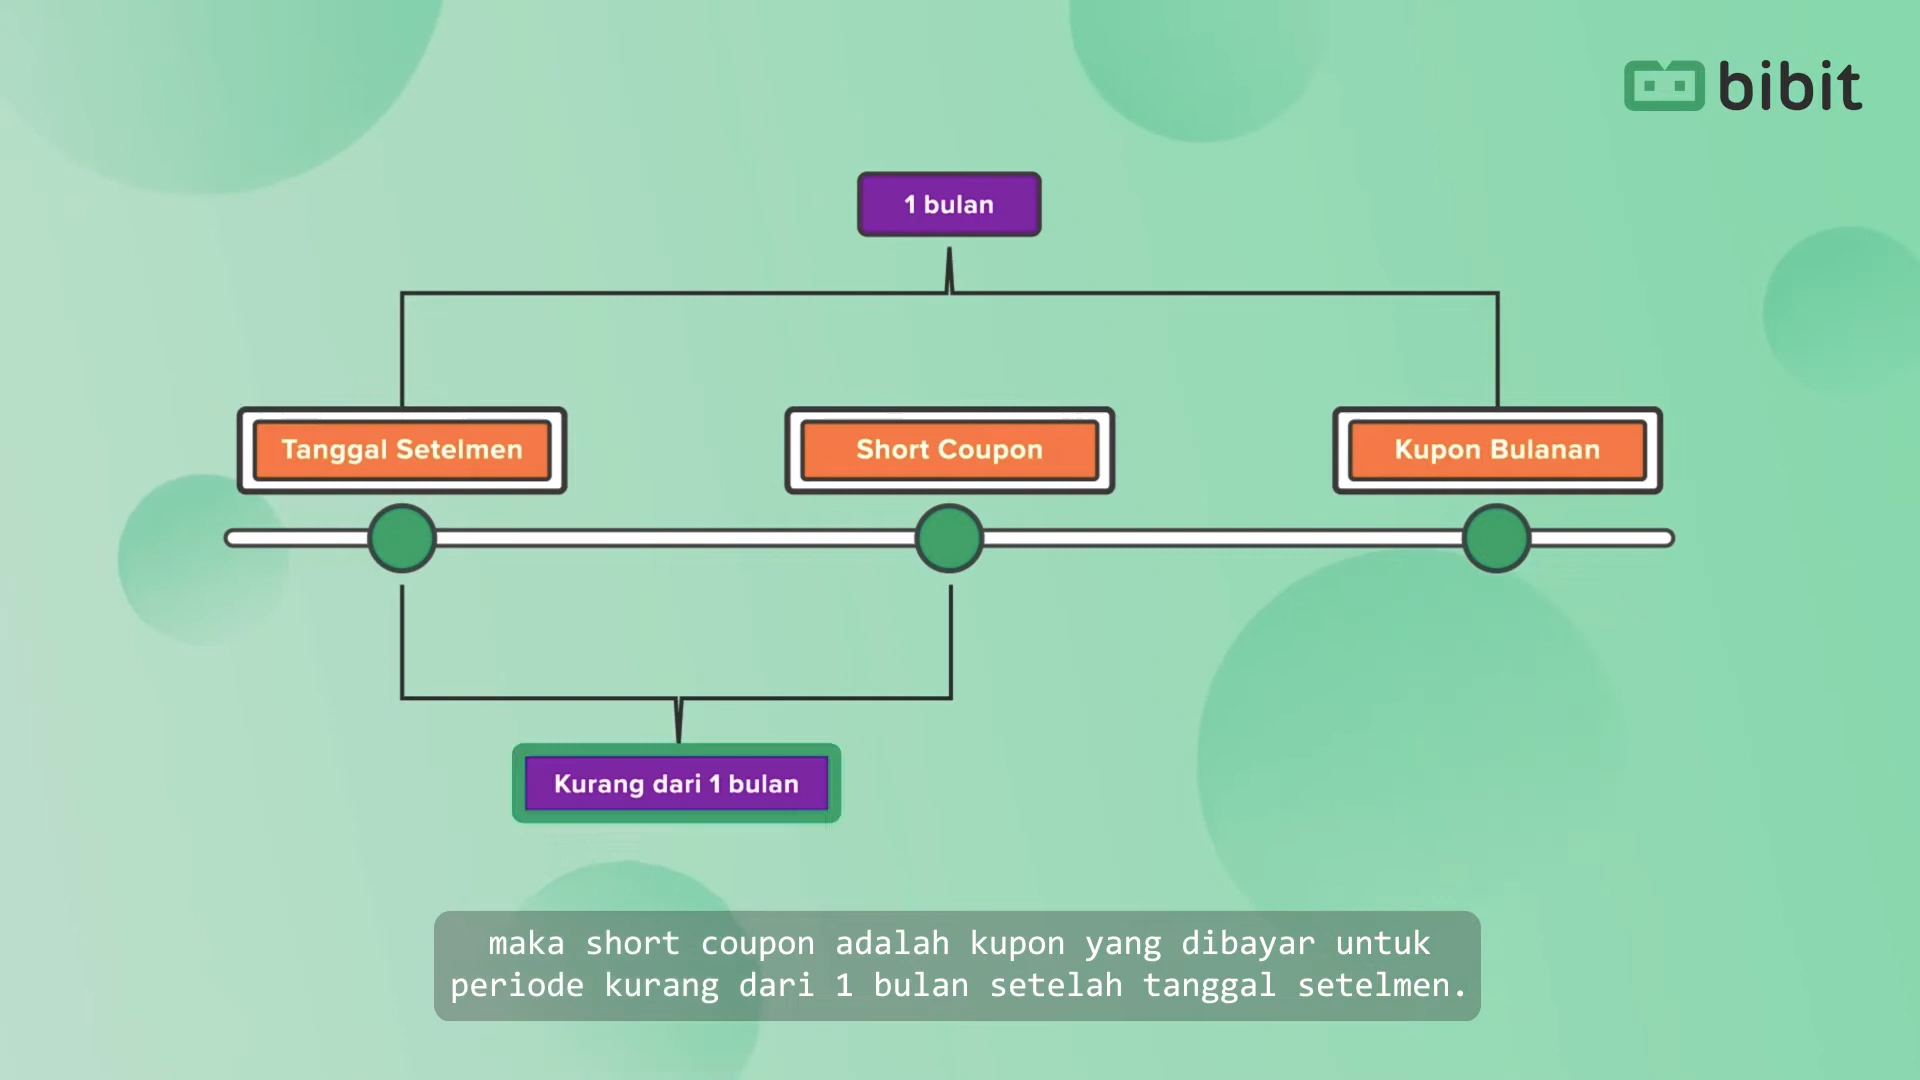 bibit
1 bulan
Tanggal Setelmen
Short Coupon
Kupon Bulanan
Kurang dari 1 bulan
maka short coupon adalah kupon yang dibayar untuk
periode kurang dari 1 bulan setelah tanggal setelmen.